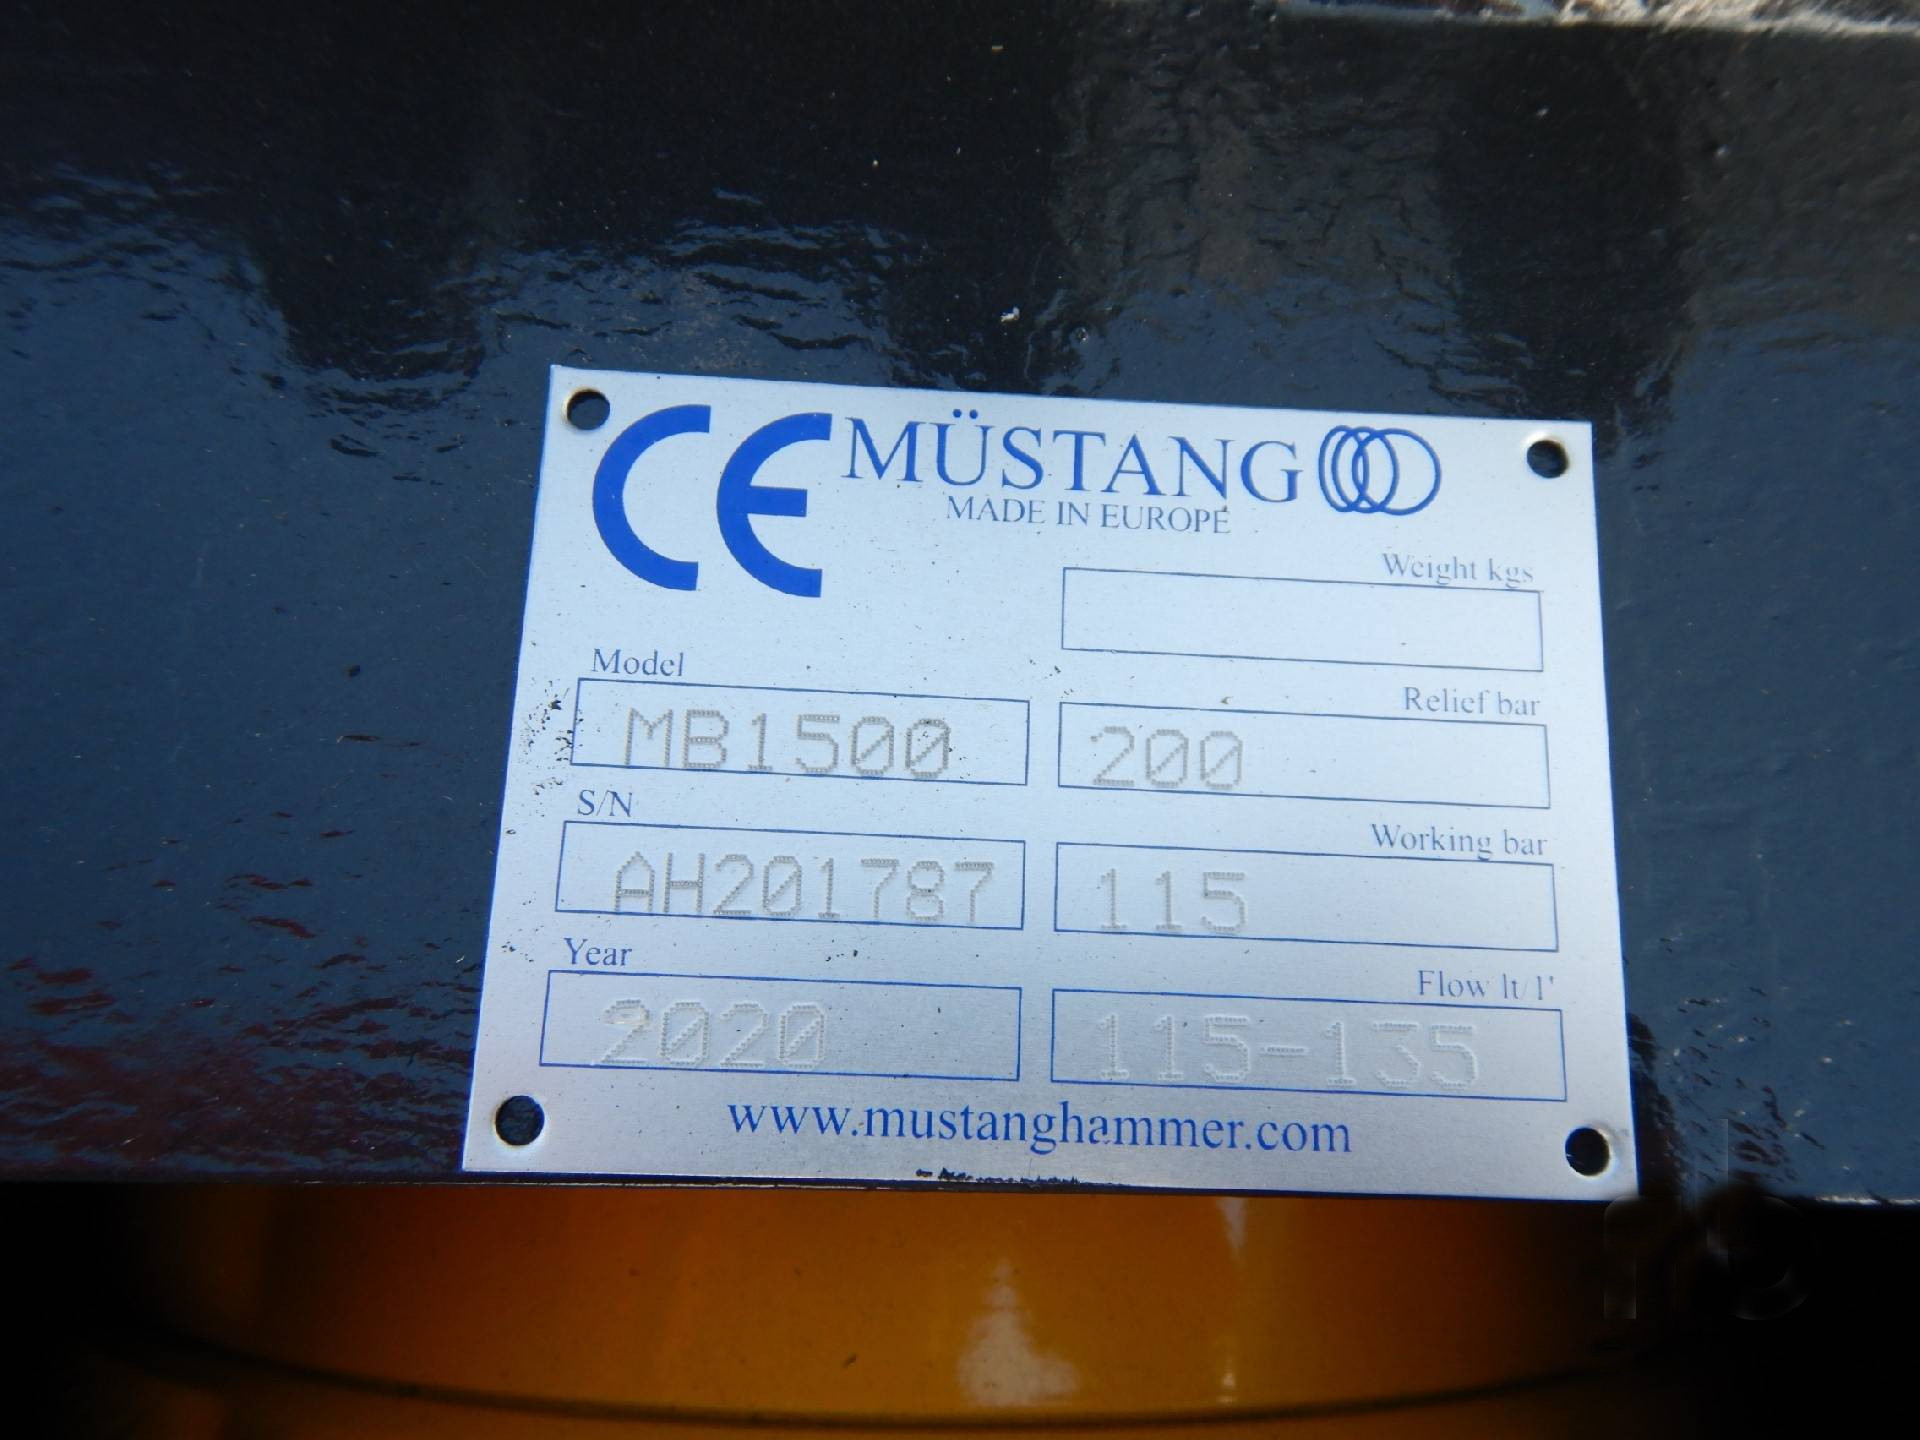 CE MÜSTANG
MADE IN EUROPE
Weight kgs
Model
MB1500
Relief bar
200
S/N
AH201787
Working bar
115
Year
2020
Flow lt/1'
115-135
www.mustanghammer.com